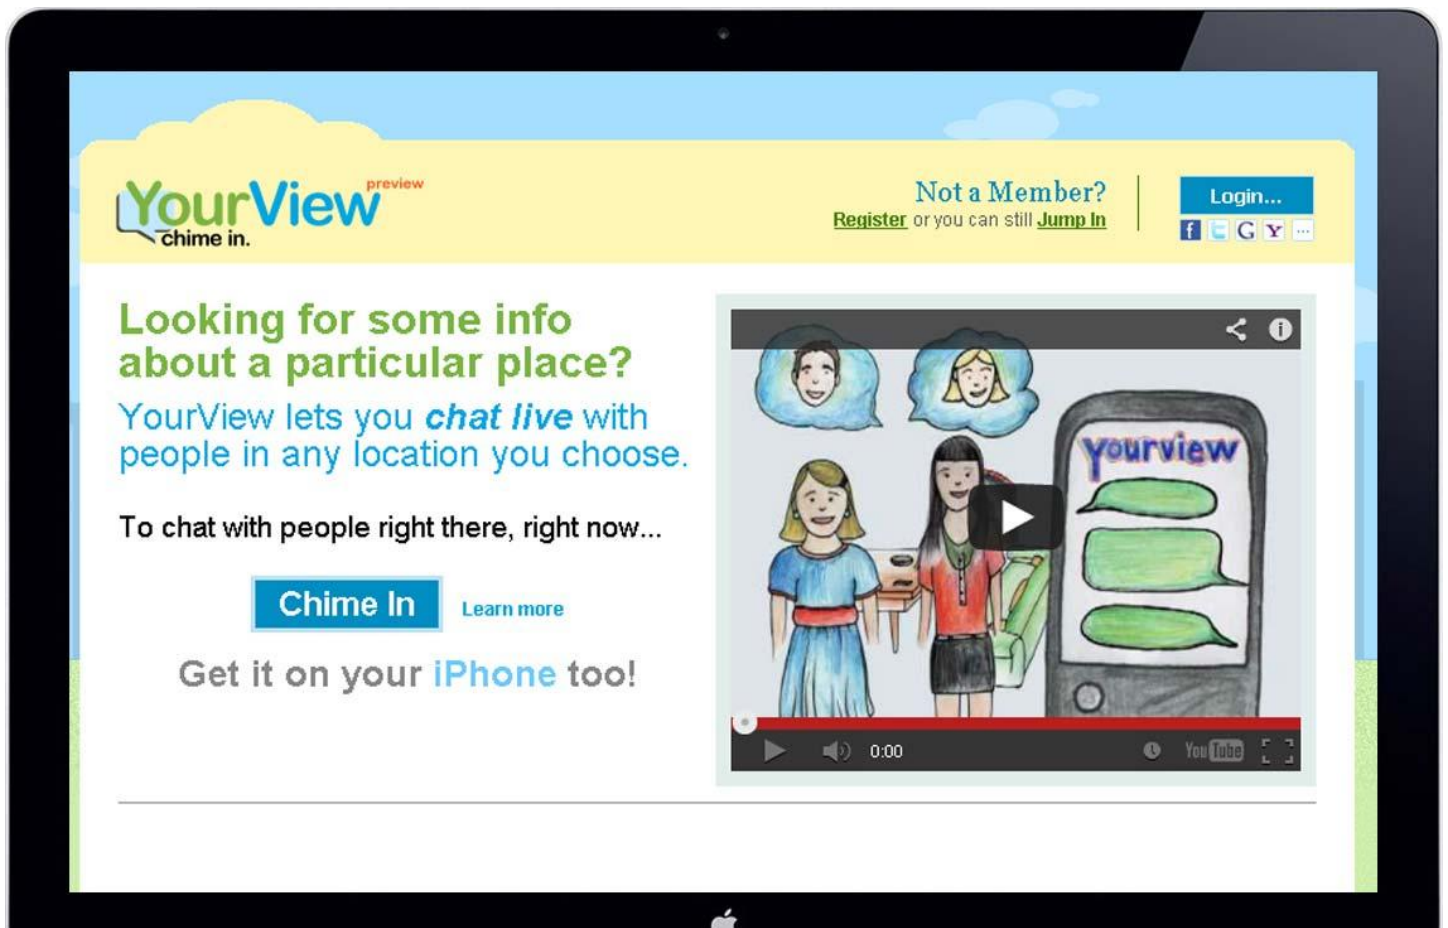 YourView preview
chime in.
Not a Member?
Register or you can still Jump In
Login...
f t G Y ...
Looking for some info
about a particular place?
YourView lets you chat live with
people in any location you choose.
To chat with people right there, right now...
Chime In Learn more
Get it on your iPhone too!
yourview
0:00 YouTube